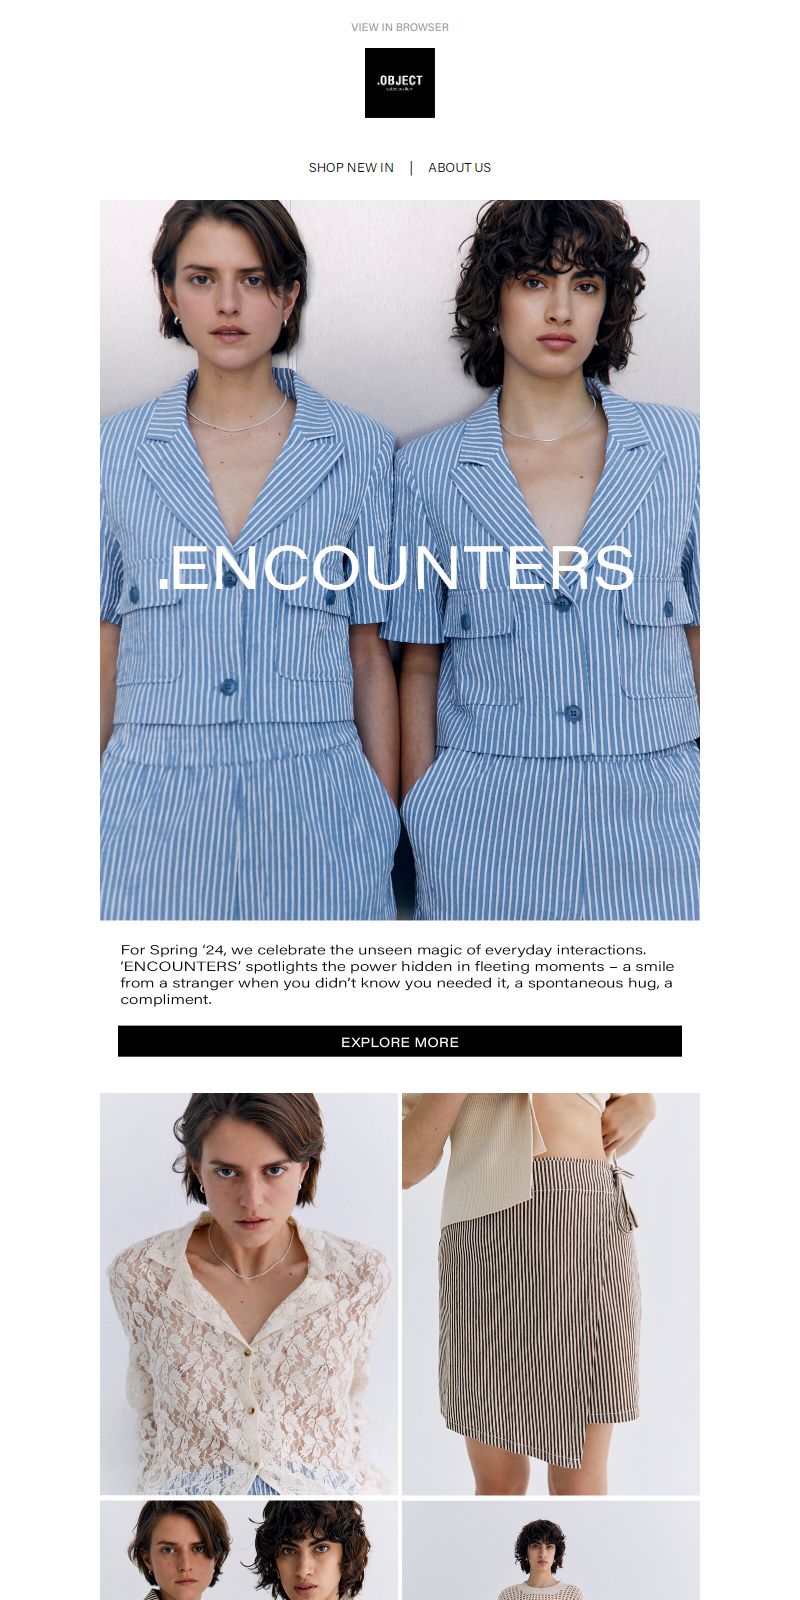 VIEW IN BROWSER
.OBJECT
SHOP NEW IN | ABOUT US
.ENCOUNTERS
For Spring ‘24, we celebrate the unseen magic of everyday interactions.
‘ENCOUNTERS’ spotlights the power hidden in fleeting moments – a smile
from a stranger when you didn’t know you needed it, a spontaneous hug, a
compliment.
EXPLORE MORE